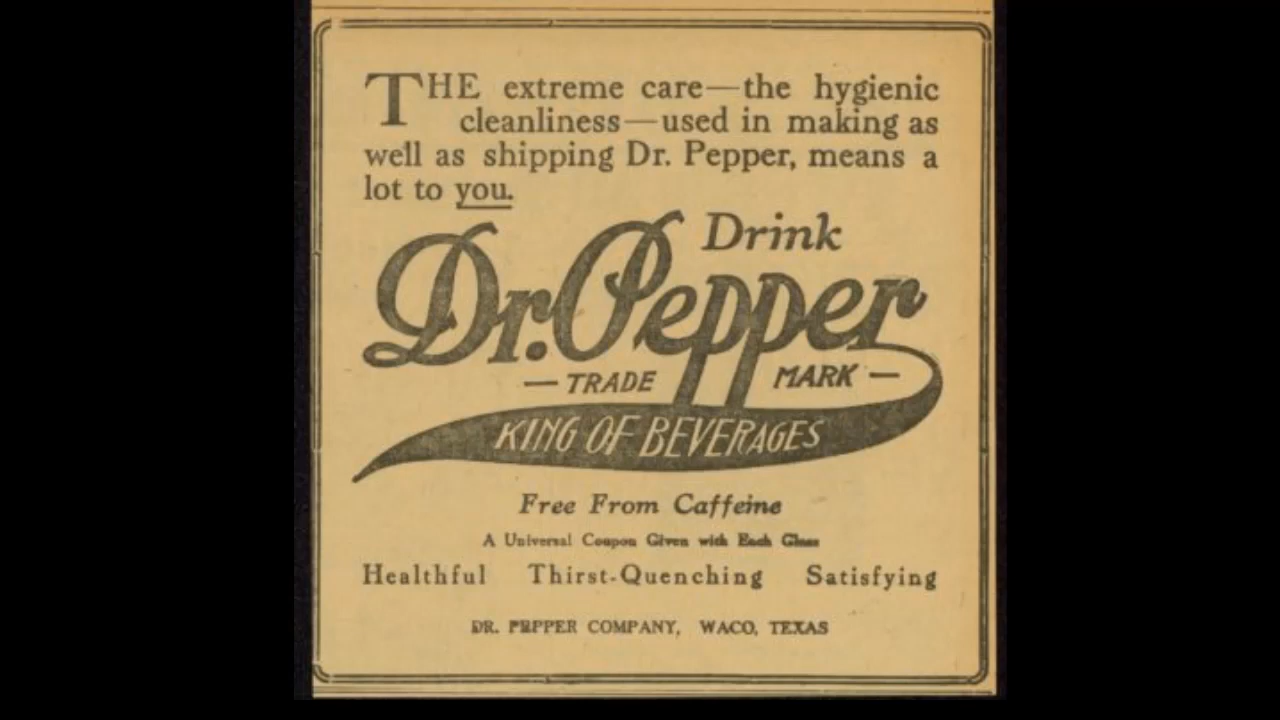 THE extreme care—the hygienic
cleanliness—used in making as
well as shipping Dr. Pepper, means a
lot to you.
Drink
Dr. Pepper
— TRADE MARK —
KING OF BEVERAGES
Free From Caffeine
A Universal Coupon Given with Each Glass
Healthful Thirst-Quenching Satisfying
DR. PEPPER COMPANY, WACO, TEXAS